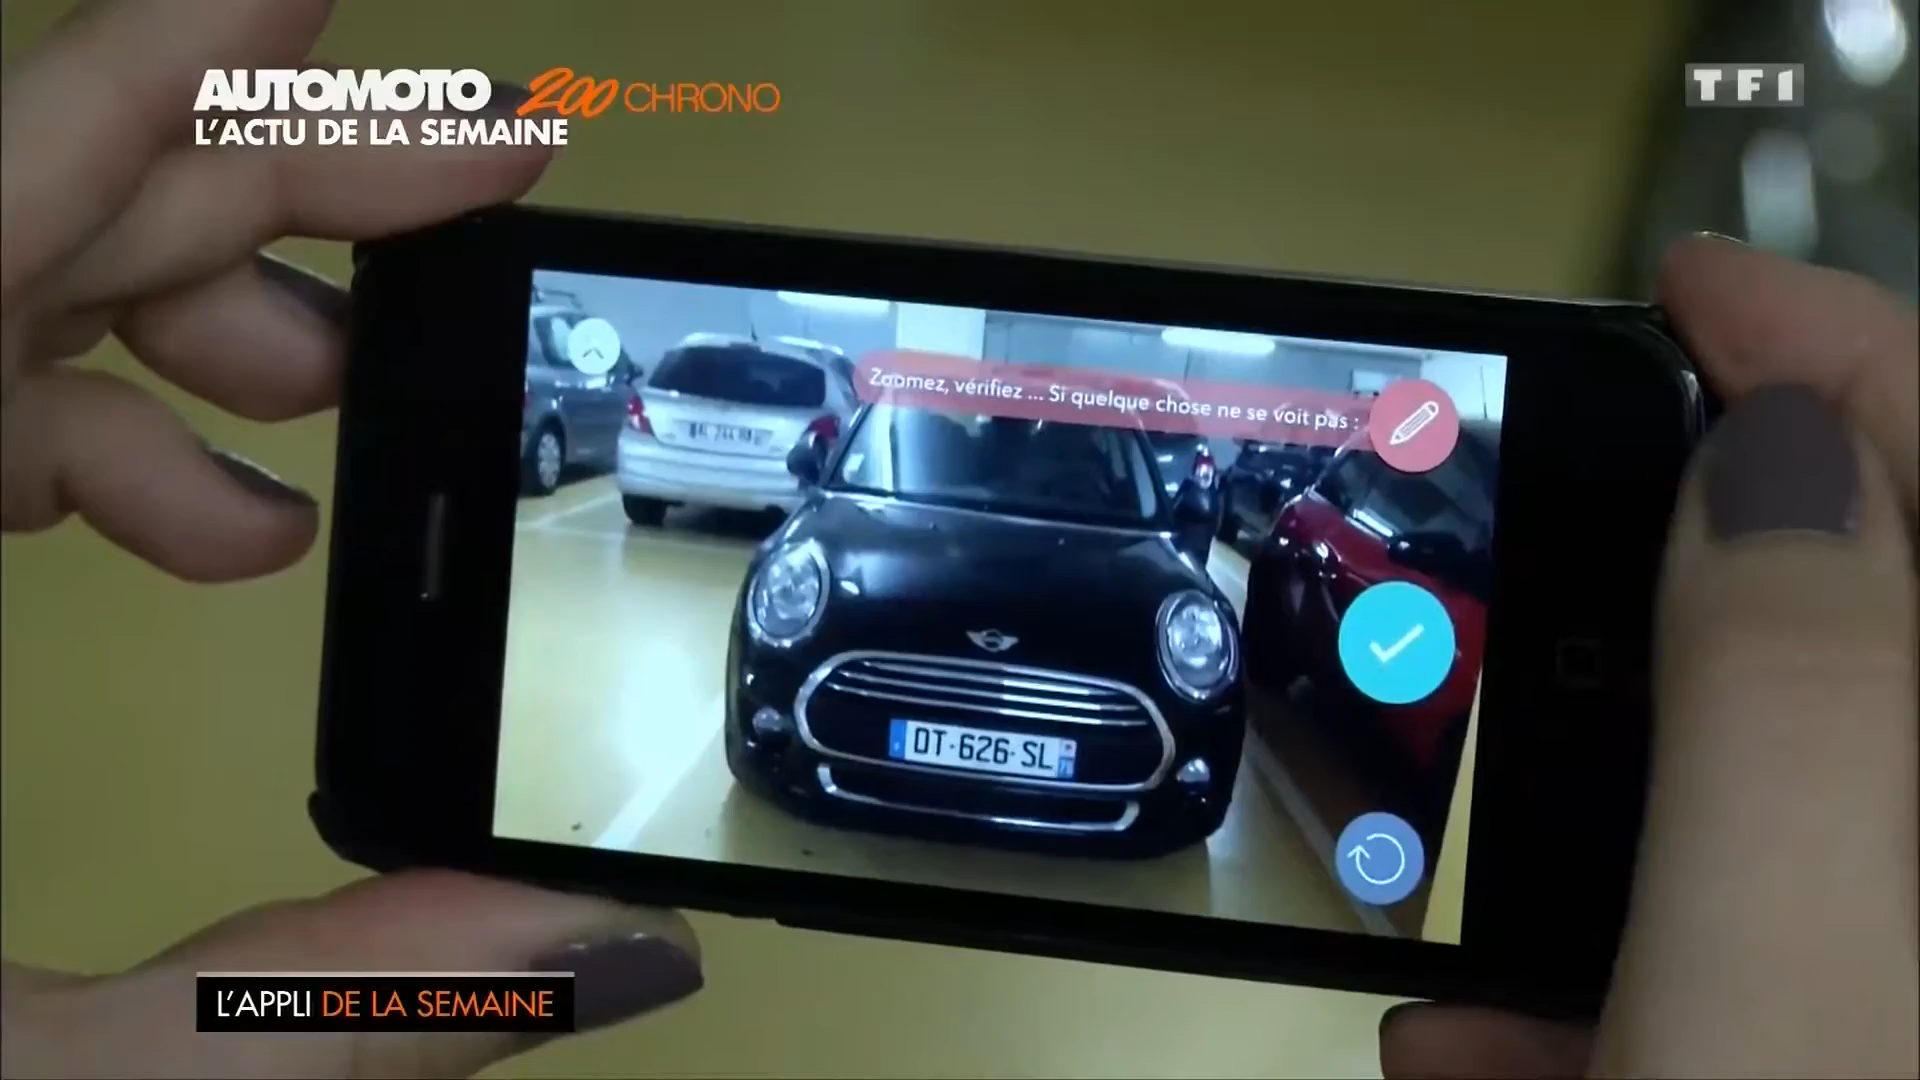 AUTOMOTO 200 CHRONO
L'ACTU DE LA SEMAINE
TF1
Zoomez, vérifiez ... Si quelque chose ne se voit pas :
DT-626-SL
L'APPLI DE LA SEMAINE